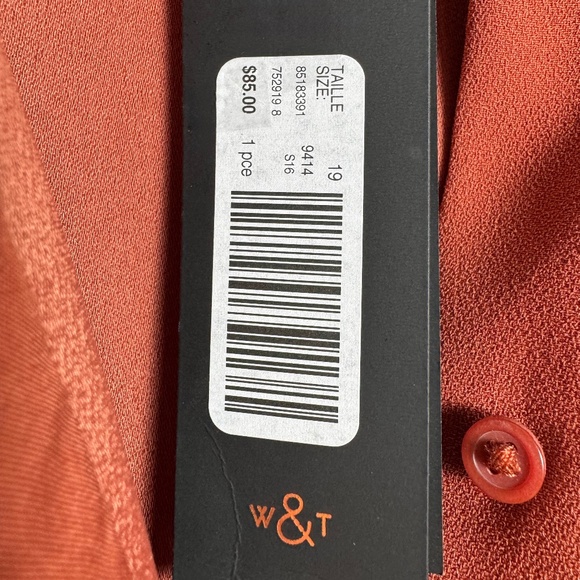 TAILLE
SIZE: 19
85183391 9414
752919 8 S16
$85.00 1 pce
W&T